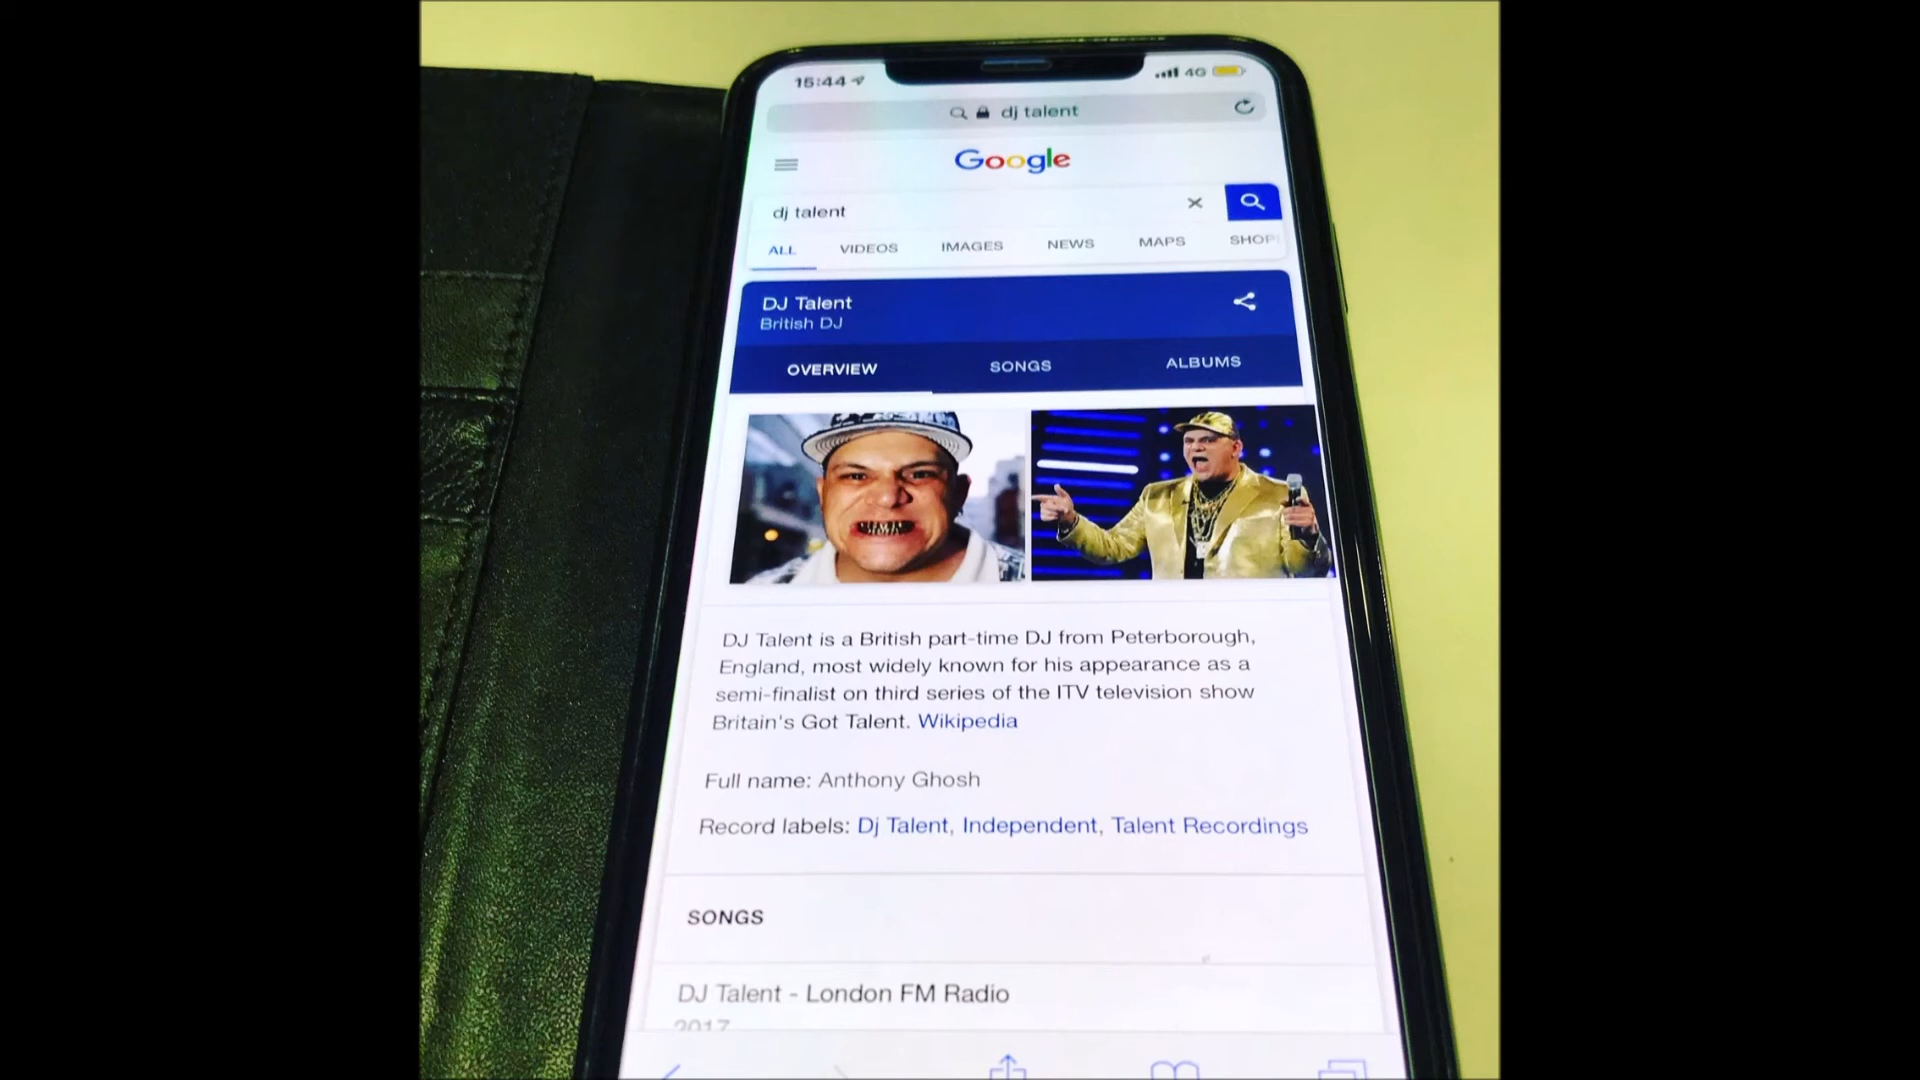 15:44
4G
dj talent
Google
dj talent
ALL VIDEOS IMAGES NEWS MAPS SHOP
DJ Talent
British DJ
OVERVIEW SONGS ALBUMS
DJ Talent is a British part-time DJ from Peterborough,
England, most widely known for his appearance as a
semi-finalist on third series of the ITV television show
Britain's Got Talent. Wikipedia
Full name: Anthony Ghosh
Record labels: Dj Talent, Independent, Talent Recordings
SONGS
DJ Talent - London FM Radio
2017